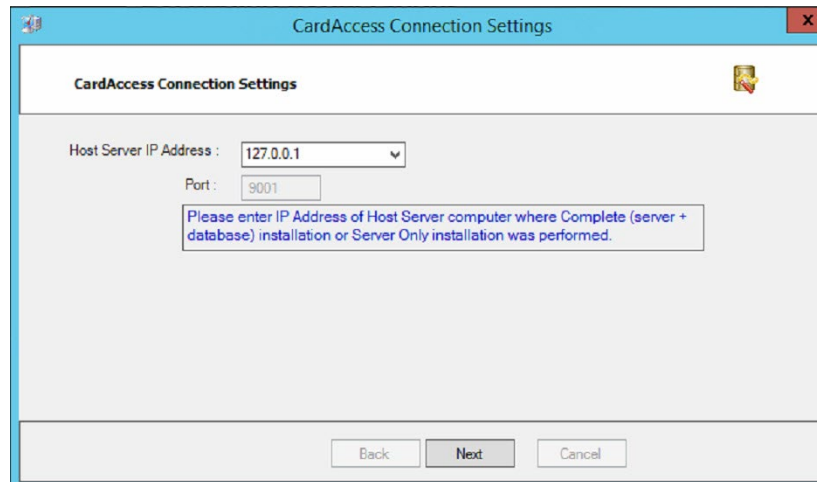 CardAccess Connection Settings
x
CardAccess Connection Settings
Host Server IP Address :
127.0.0.1
Port :
9001
Please enter IP Address of Host Server computer where Complete (server +
database) installation or Server Only installation was performed.
Back Next Cancel